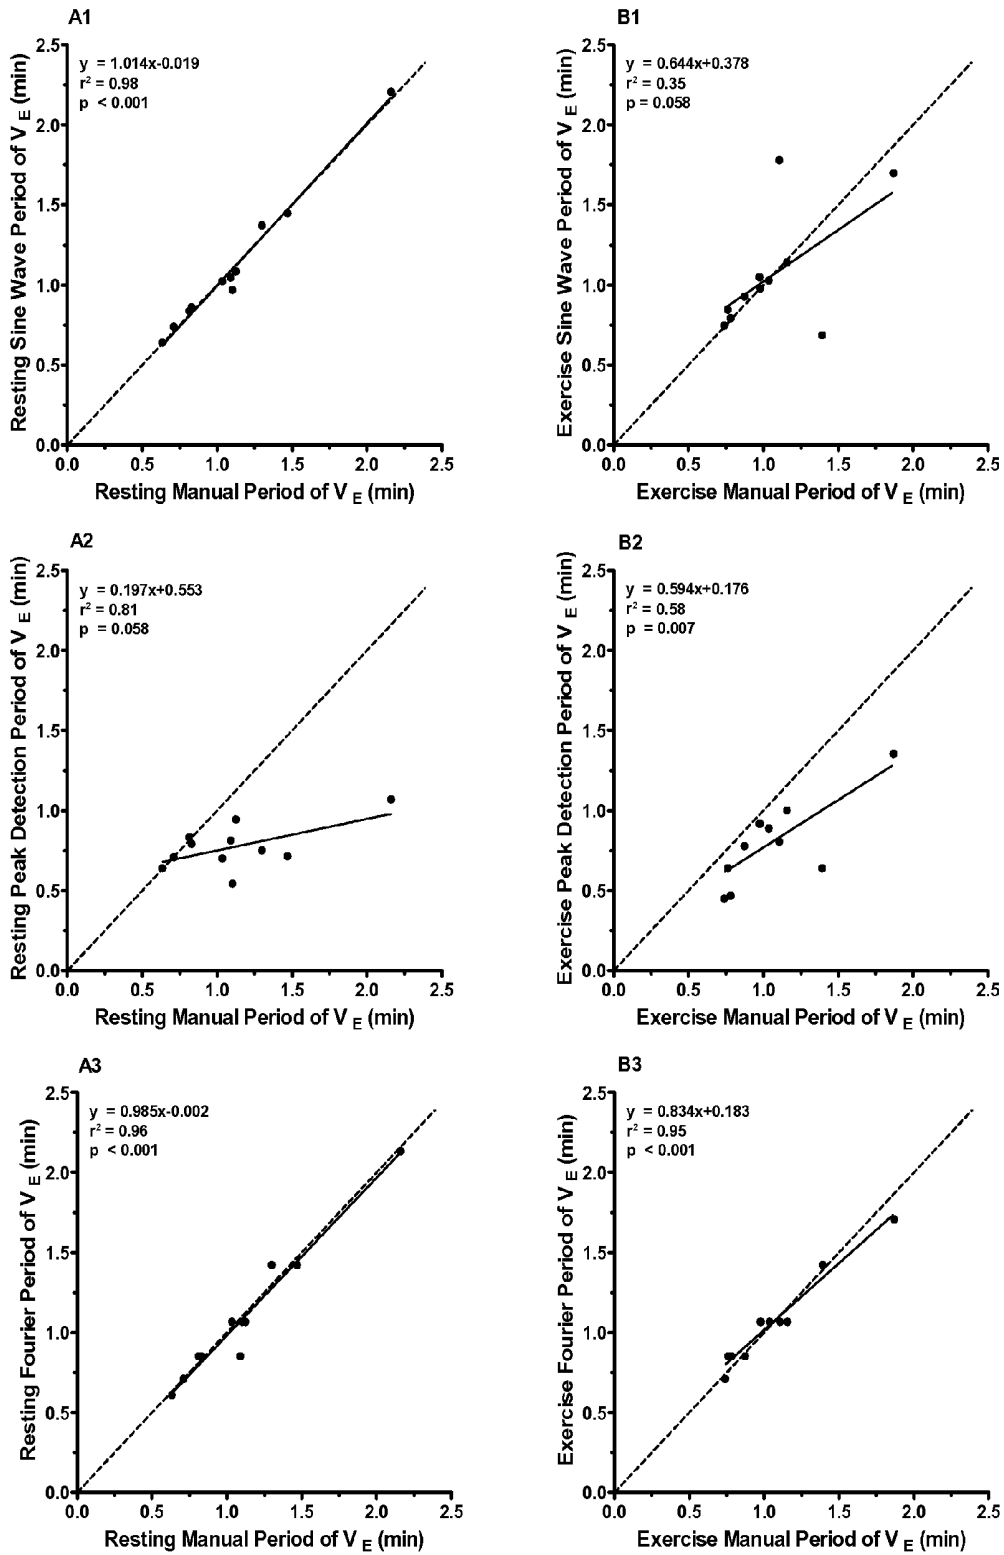 A1
Resting Sine Wave Period of V E (min)
y = 1.014x-0.019
r² = 0.98
p < 0.001
2.5
2.0
1.5
1.0
0.5
0.0
0.0 0.5 1.0 1.5 2.0 2.5
Resting Manual Period of V E (min)
B1
Exercise Sine Wave Period of V E (min)
y = 0.644x+0.378
r² = 0.35
p = 0.058
2.5
2.0
1.5
1.0
0.5
0.0
0.0 0.5 1.0 1.5 2.0 2.5
Exercise Manual Period of V E (min)
A2
Resting Peak Detection Period of V E (min)
y = 0.197x+0.553
r² = 0.81
p = 0.058
2.5
2.0
1.5
1.0
0.5
0.0
0.0 0.5 1.0 1.5 2.0 2.5
Resting Manual Period of V E (min)
B2
Exercise Peak Detection Period of V E (min)
y = 0.594x+0.176
r² = 0.58
p = 0.007
2.5
2.0
1.5
1.0
0.5
0.0
0.0 0.5 1.0 1.5 2.0 2.5
Exercise Manual Period of V E (min)
A3
Resting Fourier Period of V E (min)
y = 0.985x-0.002
r² = 0.96
p < 0.001
2.5
2.0
1.5
1.0
0.5
0.0
0.0 0.5 1.0 1.5 2.0 2.5
Resting Manual Period of V E (min)
B3
Exercise Fourier Period of V E (min)
y = 0.834x+0.183
r² = 0.95
p < 0.001
2.5
2.0
1.5
1.0
0.5
0.0
0.0 0.5 1.0 1.5 2.0 2.5
Exercise Manual Period of V E (min)